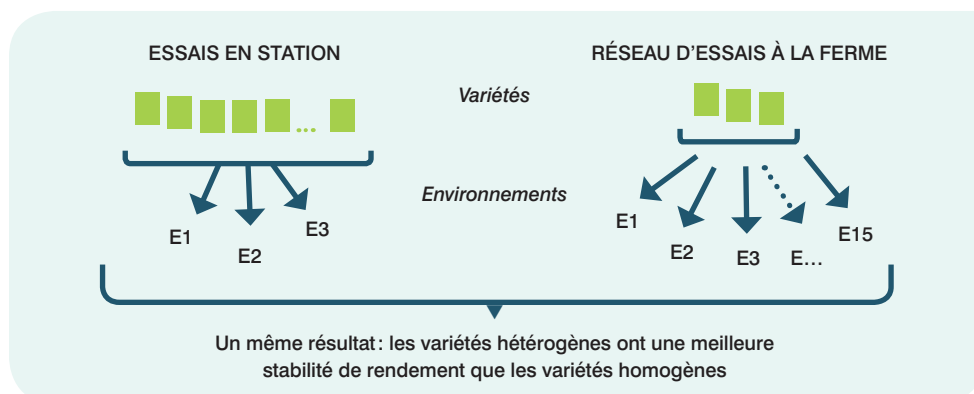 ESSAIS EN STATION
RÉSEAU D'ESSAIS À LA FERME
Variétés
...
Environnements
E1
E2
E3
E1
E2
E3
E...
E15
Un même résultat : les variétés hétérogènes ont une meilleure
stabilité de rendement que les variétés homogènes